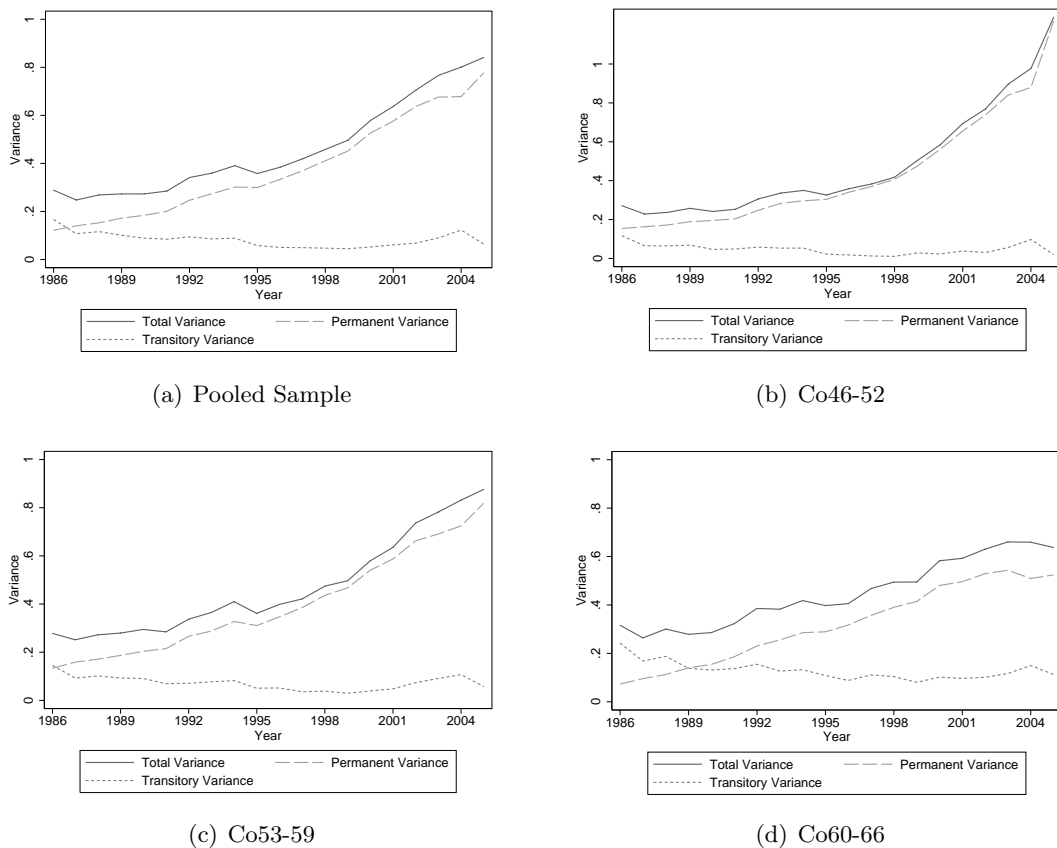 1
.8
.6
.4
.2
0
Variance
1986 1989 1992 1995 1998 2001 2004
Year
Total Variance Permanent Variance
Transitory Variance
(a) Pooled Sample
1
.8
.6
.4
.2
0
Variance
1986 1989 1992 1995 1998 2001 2004
Year
Total Variance Permanent Variance
Transitory Variance
(b) Co46-52
1
.8
.6
.4
.2
0
Variance
1986 1989 1992 1995 1998 2001 2004
Year
Total Variance Permanent Variance
Transitory Variance
(c) Co53-59
1
.8
.6
.4
.2
0
Variance
1986 1989 1992 1995 1998 2001 2004
Year
Total Variance Permanent Variance
Transitory Variance
(d) Co60-66